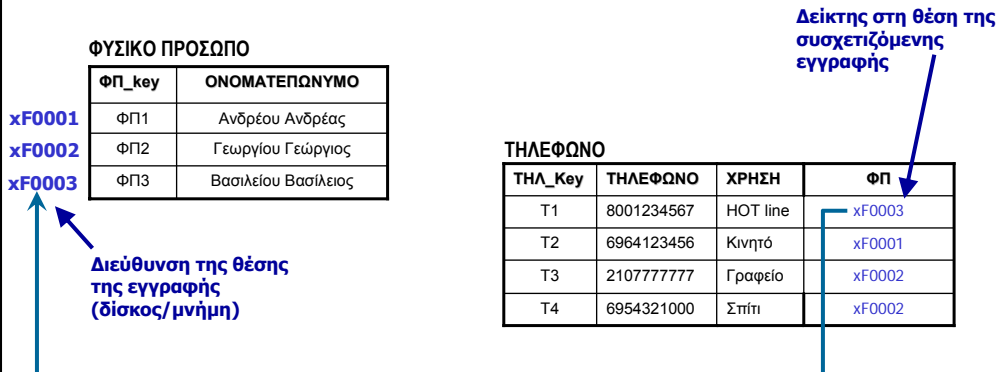 Δείκτης στη θέση της
συσχετιζόμενης
εγγραφής
ΦΥΣΙΚΟ ΠΡΟΣΩΠΟ
ΦΠ_key ΟΝΟΜΑΤΕΠΩΝΥΜΟ
xF0001 ΦΠ1 Ανδρέου Ανδρέας
xF0002 ΦΠ2 Γεωργίου Γεώργιος
xF0003 ΦΠ3 Βασιλείου Βασίλειος
Διεύθυνση της θέσης
της εγγραφής
(δίσκος/μνήμη)
ΤΗΛΕΦΩΝΟ
ΤΗΛ_Key ΤΗΛΕΦΩΝΟ ΧΡΗΣΗ ΦΠ
Τ1 8001234567 HOT line xF0003
Τ2 6964123456 Κινητό xF0001
Τ3 2107777777 Γραφείο xF0002
Τ4 6954321000 Σπίτι xF0002